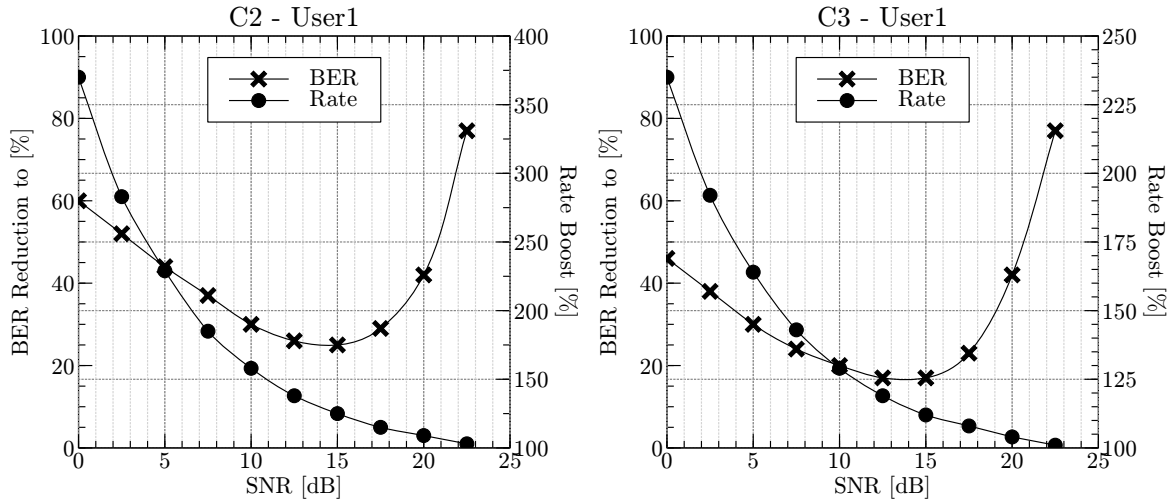 C2 - User1
100
80
60
40
20
0
BER Reduction to [%]
400
350
300
250
200
150
100
Rate Boost [%]
BER
Rate
0 5 10 15 20 25
SNR [dB]
C3 - User1
100
80
60
40
20
0
BER Reduction to [%]
250
225
200
175
150
125
100
Rate Boost [%]
BER
Rate
0 5 10 15 20 25
SNR [dB]